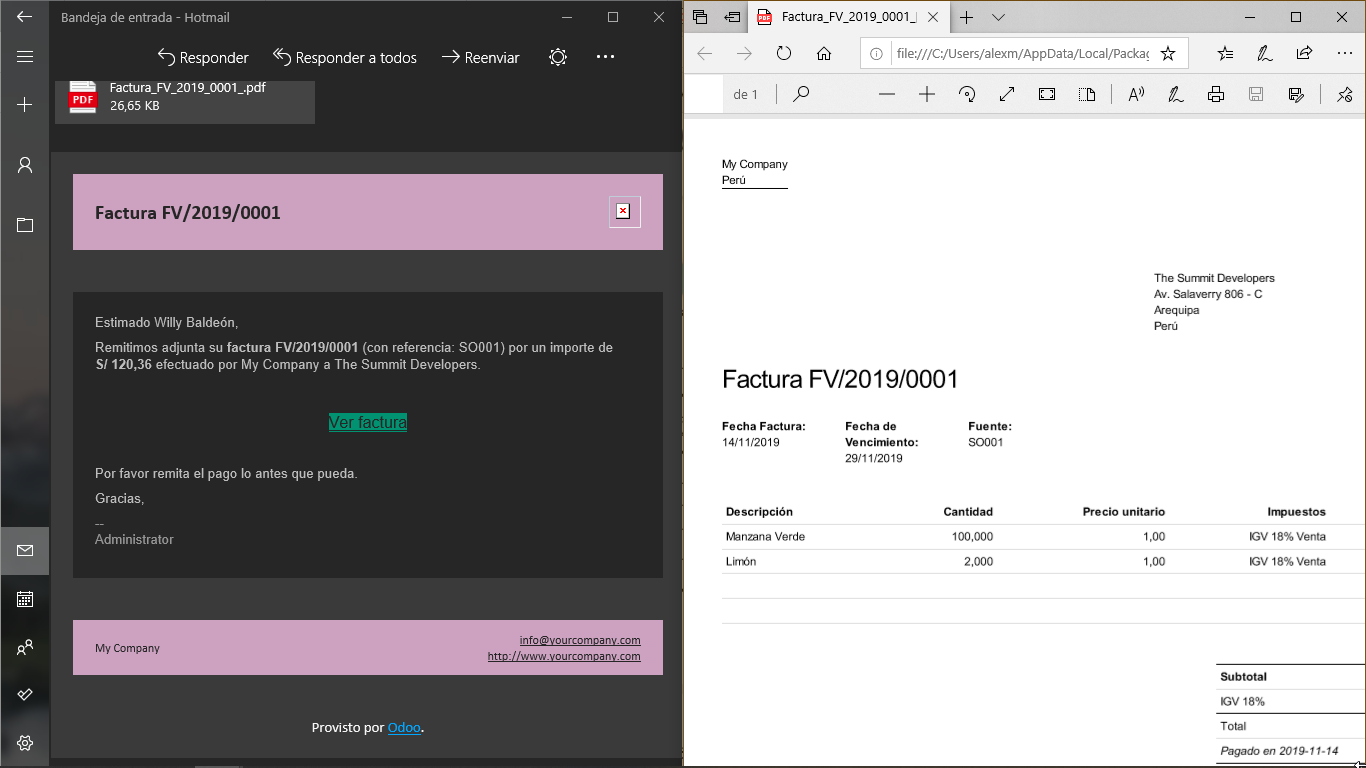 Bandeja de entrada - Hotmail
Responder
Responder a todos
Reenviar
Factura_FV_2019_0001_.pdf
PDF
26,65 KB
Factura FV/2019/0001
Estimado Willy Baldeón,
Remitimos adjunta su factura FV/2019/0001 (con referencia: SO001) por un importe de
S/ 120,36 efectuado por My Company a The Summit Developers.
Ver factura
Por favor remita el pago lo antes que pueda.
Gracias,
--
Administrator
My Company
info@yourcompany.com
http://www.yourcompany.com
Provisto por Odoo.
PDF
Factura_FV_2019_0001_
file:///C:/Users/alexm/AppData/Local/Packag
de 1
My Company
Perú
The Summit Developers
Av. Salaverry 806 - C
Arequipa
Perú
Factura FV/2019/0001
Fecha Factura: Fecha de Fuente:
14/11/2019 Vencimiento: SO001
29/11/2019
Descripción Cantidad Precio unitario Impuestos
Manzana Verde 100,000 1,00 IGV 18% Venta
Limón 2,000 1,00 IGV 18% Venta
Subtotal
IGV 18%
Total
Pagado en 2019-11-14